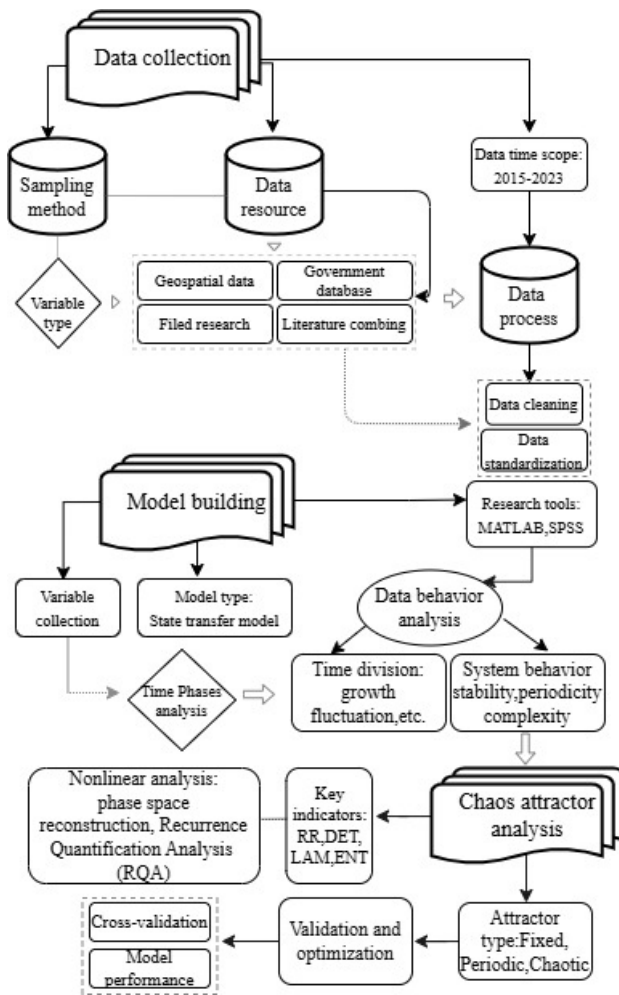 Data collection
Sampling
method
Data
resource
Data time scope:
2015-2023
Variable
type
Geospatial data
Government
database
Filed research
Literature combing
Data
process
Data cleaning
Data
standardization
Model building
Research tools:
MATLAB,SPSS
Variable
collection
Model type:
State transfer model
Data behavior
analysis
Time Phases
analysis
Time division:
growth
fluctuation,etc.
System behavior
stability,periodicity
complexity
Nonlinear analysis:
phase space
reconstruction, Recurrence
Quantification Analysis
(RQA)
Key
indicators:
RR,DET,
LAM,ENT
Chaos attractor
analysis
Cross-validation
Model
performance
Validation and
optimization
Attractor
type:Fixed,
Periodic,Chaotic